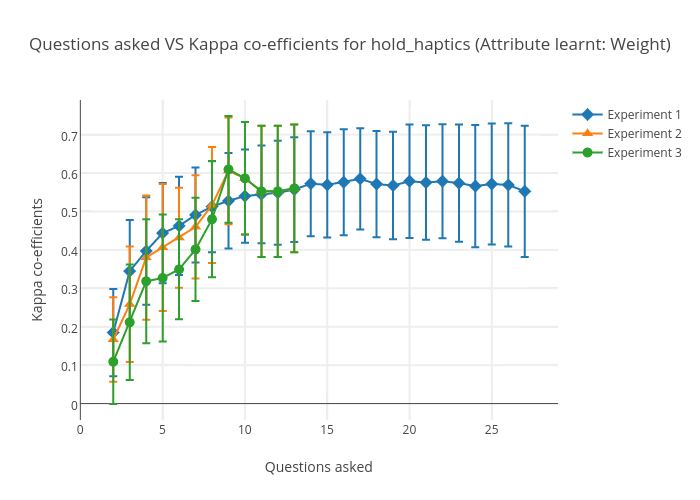 Questions asked VS Kappa co-efficients for hold_haptics (Attribute learnt: Weight)
Experiment 1
Experiment 2
Experiment 3
Kappa co-efficients
0.7
0.6
0.5
0.4
0.3
0.2
0.1
0
0 5 10 15 20 25
Questions asked